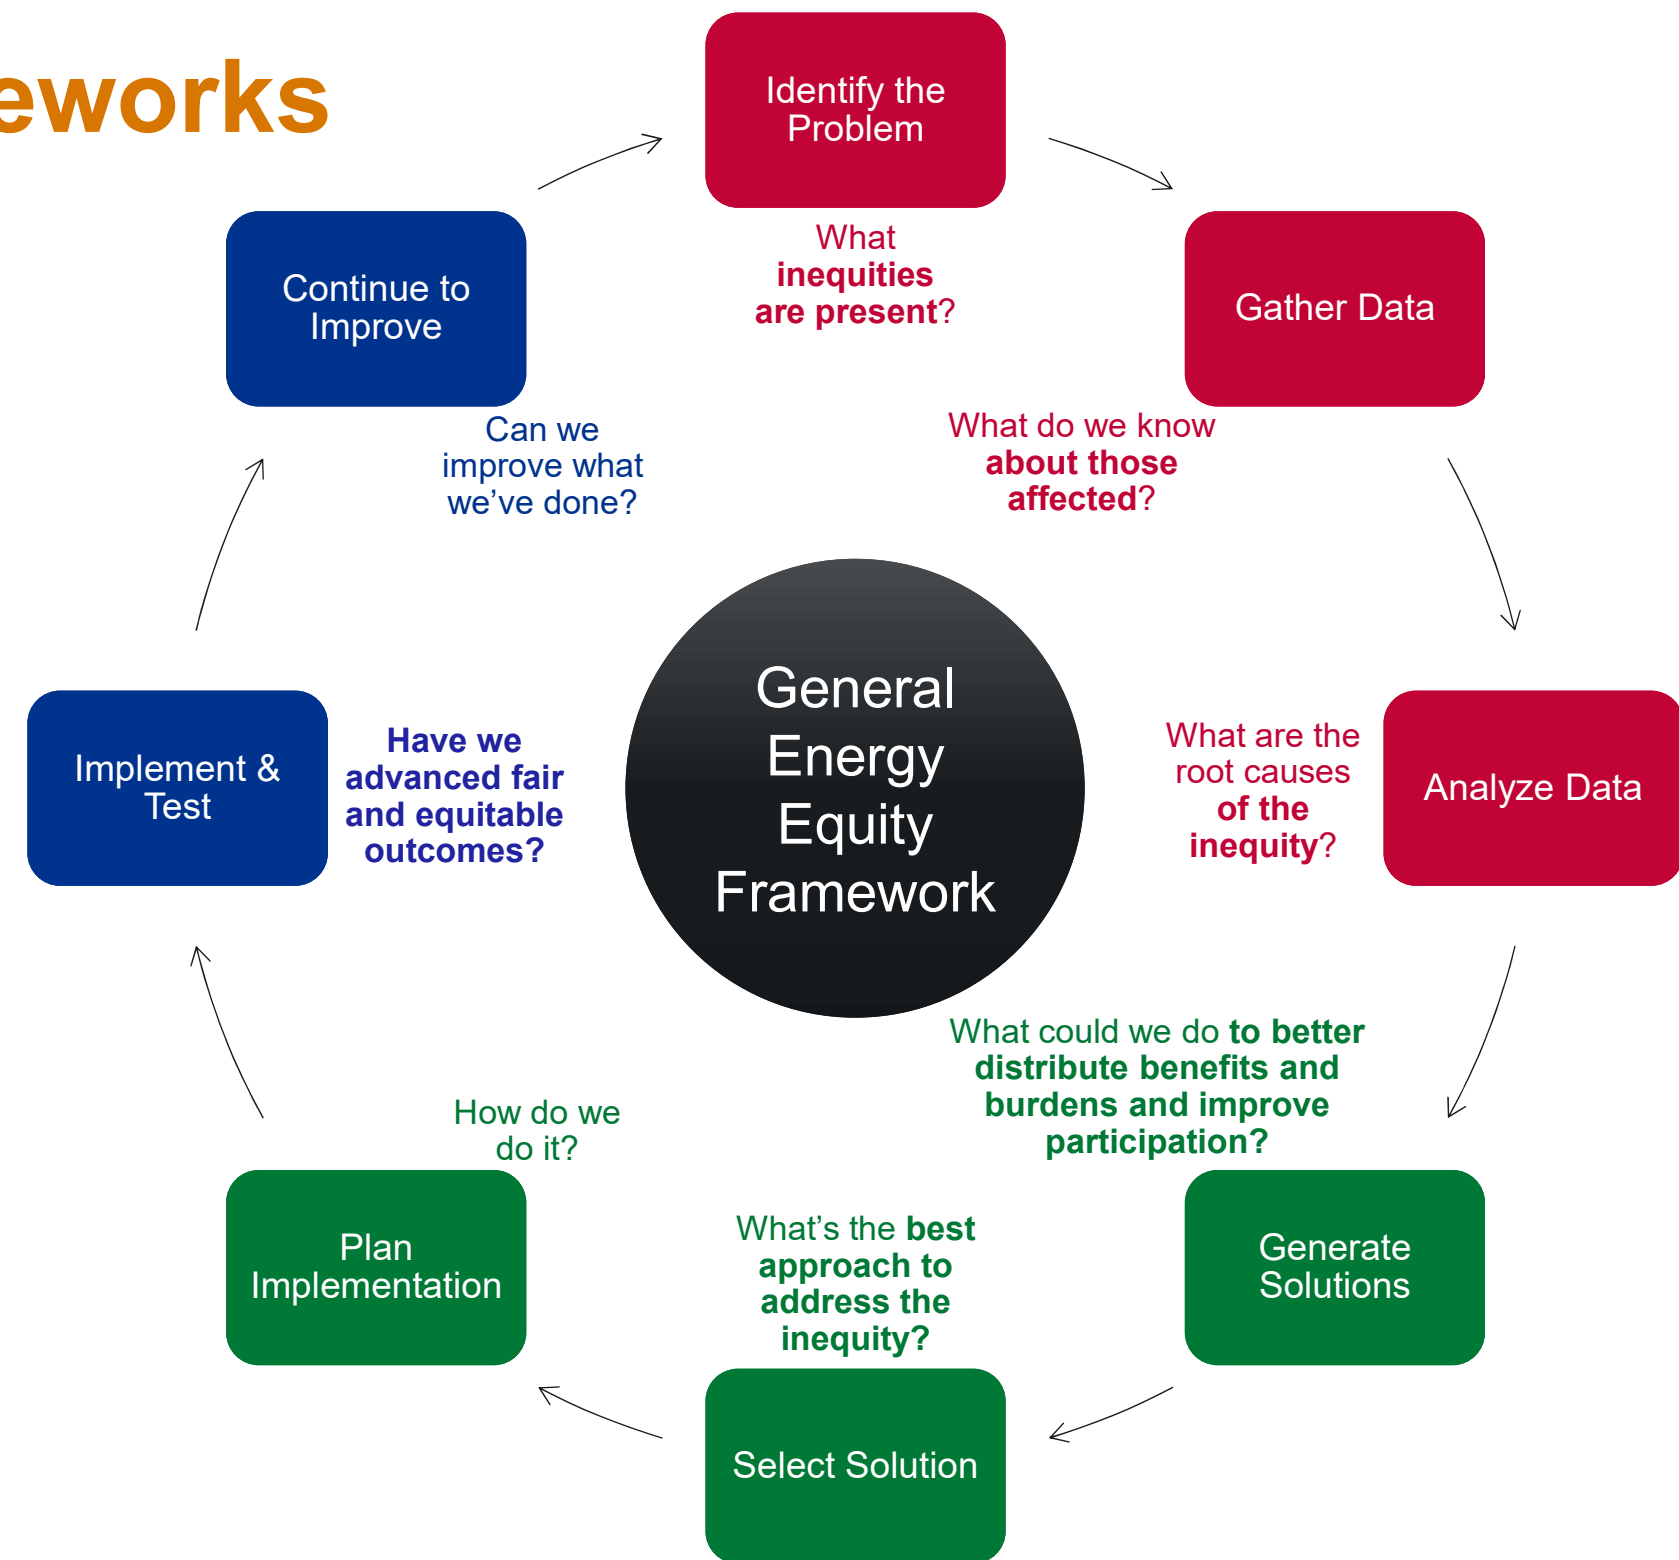 eworks
Identify the
Problem
What
inequities
are present?
Gather Data
What do we know
about those
affected?
Analyze Data
What are the
root causes
of the
inequity?
Generate
Solutions
What could we do to better
distribute benefits and
burdens and improve
participation?
Select Solution
What's the best
approach to
address the
inequity?
Plan
Implementation
How do we
do it?
Implement &
Test
Have we
advanced fair
and equitable
outcomes?
Continue to
Improve
Can we
improve what
we've done?
General
Energy
Equity
Framework